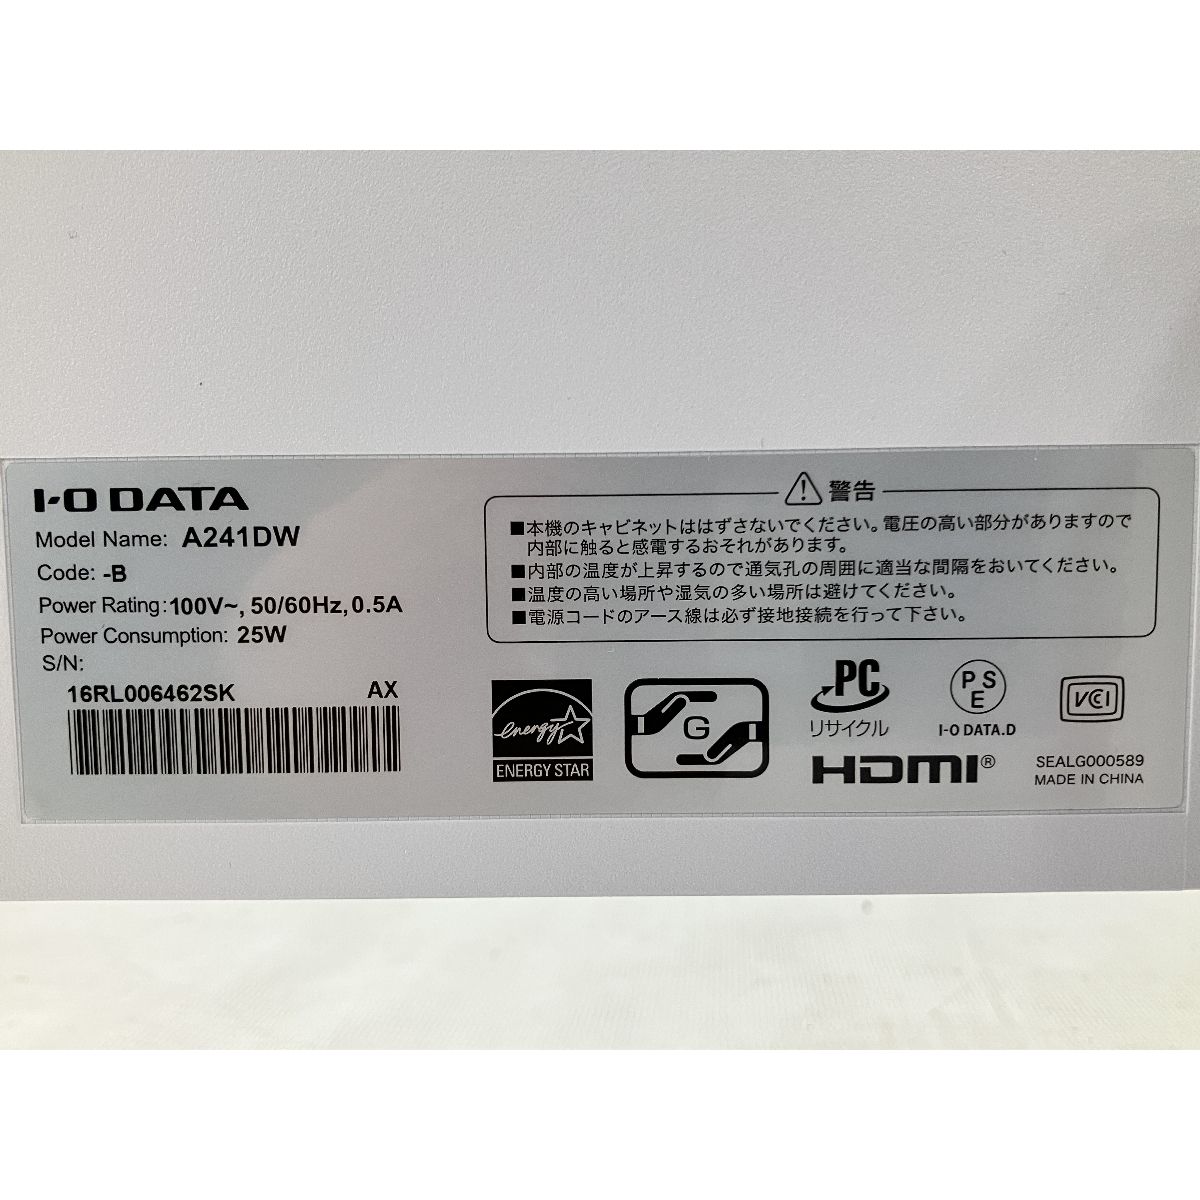 I-O DATA
Model Name: A241DW
Code: -B
Power Rating: 100V~, 50/60Hz, 0.5A
Power Consumption: 25W
S/N:
16RL006462SK AX
警告
■本機のキャビネットははずさないでください。電圧の高い部分がありますので
内部に触ると感電するおそれがあります。
■内部の温度が上昇するので通気孔の周囲に適当な間隔をおいてください。
■温度の高い場所や湿気の多い場所は避けてください。
■電源コードのアース線は必ず接地接続を行って下さい。
energy
ENERGY STAR
G
PC
リサイクル
PSE
I-O DATA.D
VCI
HDMI®
SEALG000589
MADE IN CHINA